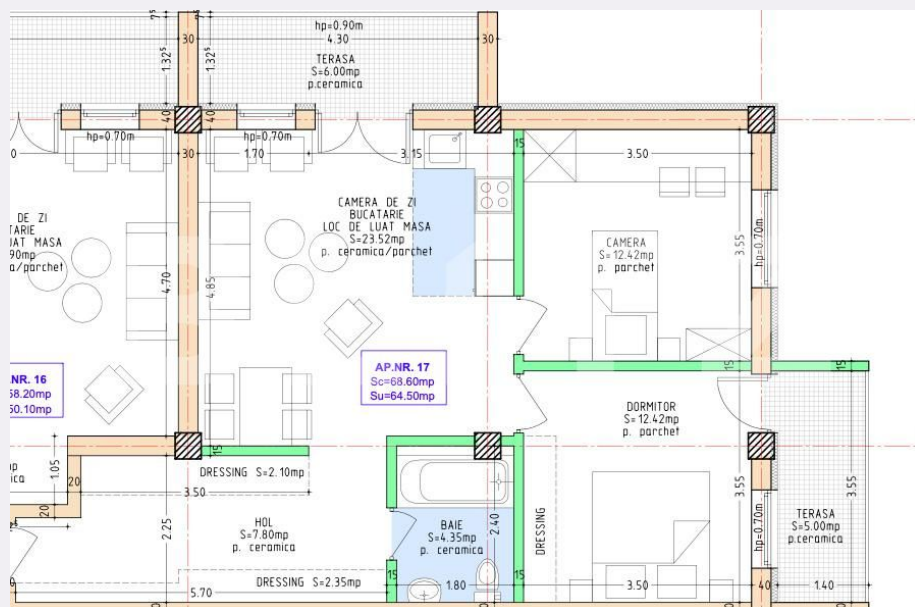 hp=0.90m
30
4.30
30
1.32⁵
1.32⁵
TERASA
S=6.00mp
p.ceramica
40
40
hp=0.70m
hp=0.70m
30
1.70
3.15
15
3.50
DE ZI
TARIE
UAT MASA
90mp
ca/parchet
CAMERA DE ZI
BUCATARIE
LOC DE LUAT MASA
S=23.52mp
p. ceramica/parchet
CAMERA
S=12.42mp
p. parchet
3.55
hp=0.70m
4.70
4.85
.NR. 16
58.20mp
50.10mp
AP.NR. 17
Sc=68.60mp
Su=64.50mp
15
15
DORMITOR
S=12.42mp
p. parchet
15
1.05
20
DRESSING S=2.10mp
3.50
20
2.25
HOL
S=7.80mp
p. ceramica
BAIE
S=4.35mp
p. ceramica
2.40
DRESSING
3.55
hp=0.70m
TERASA
S=5.00mp
p.ceramica
3.55
DRESSING S=2.35mp
5.70
15
1.80
15
3.50
40
1.40